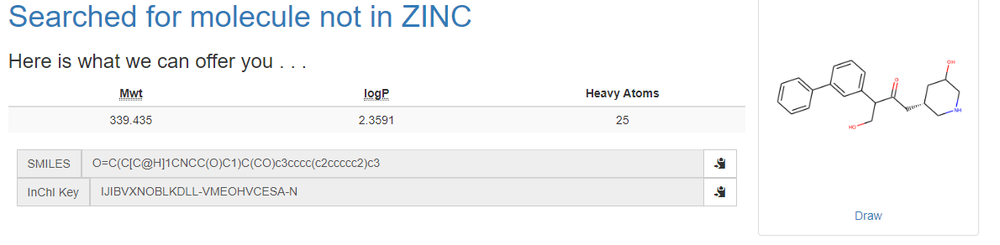 Searched for molecule not in ZINC
Here is what we can offer you . . .
Mwt logP Heavy Atoms
339.435 2.3591 25
SMILES O=C(C[C@H]1CNCC(O)C1)C(CO)c3cccc(c2ccccc2)c3
InChI Key IJIBVXNOBLKDLL-VMEOHVCESA-N
OH
O
NH
HO
Draw